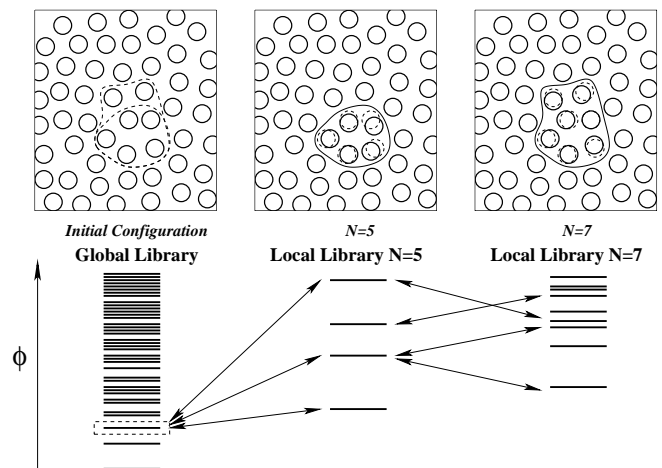 Initial Configuration
N=5
N=7
Global Library
Local Library N=5
Local Library N=7
ϕ